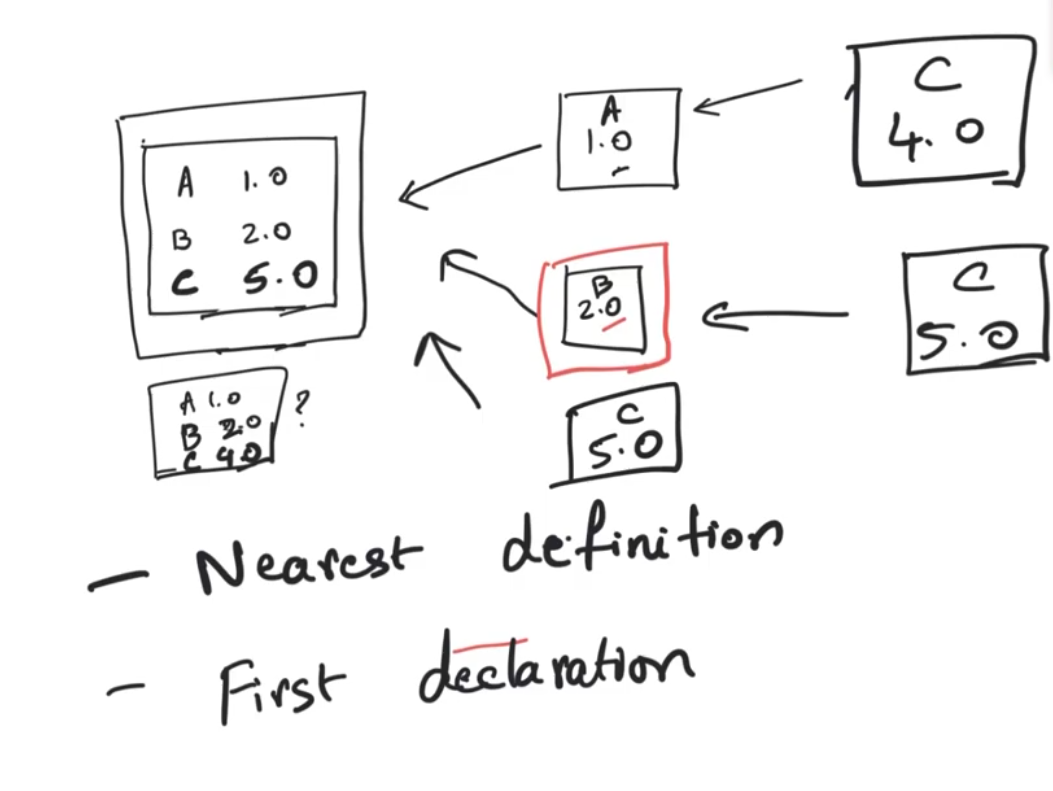 A 1.0
B 2.0
C 5.0
A 1.0
B 2.0
C 4.0
?
A
1.0
C
4.0
B
2.0
C
5.0
C
5.0
- Nearest definition
- First declaration